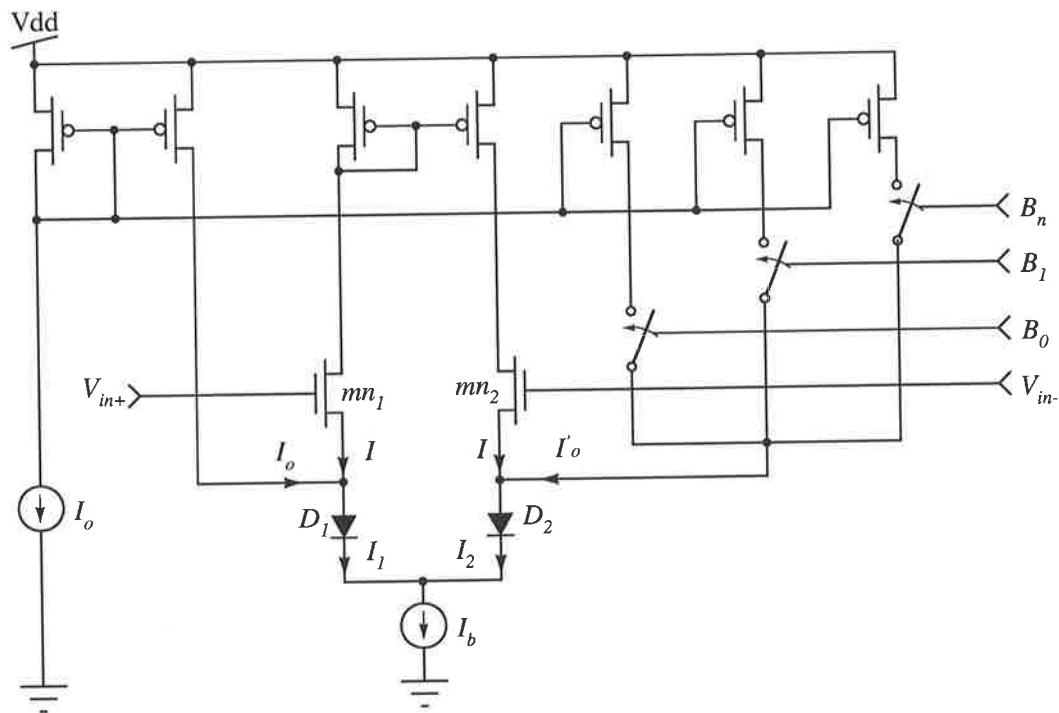 Vdd
B_n
B_1
B_0
V_in+
mn_1
mn_2
V_in-
I_o
I
I
I'_o
I_o
D_1
D_2
I_1
I_2
I_b